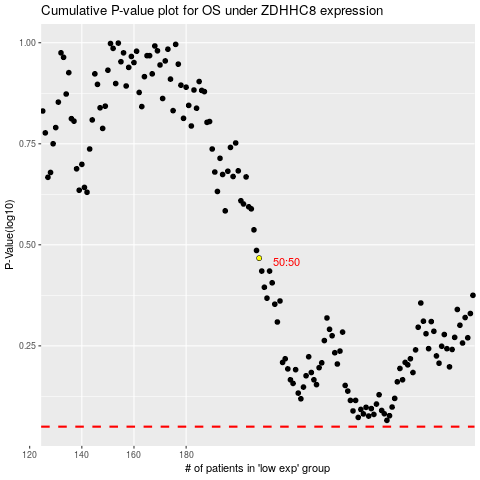 Cumulative P-value plot for OS under ZDHHC8 expression
P-Value(log10)
1.00
0.75
0.50
0.25
50:50
120 140 160 180
# of patients in 'low exp' group